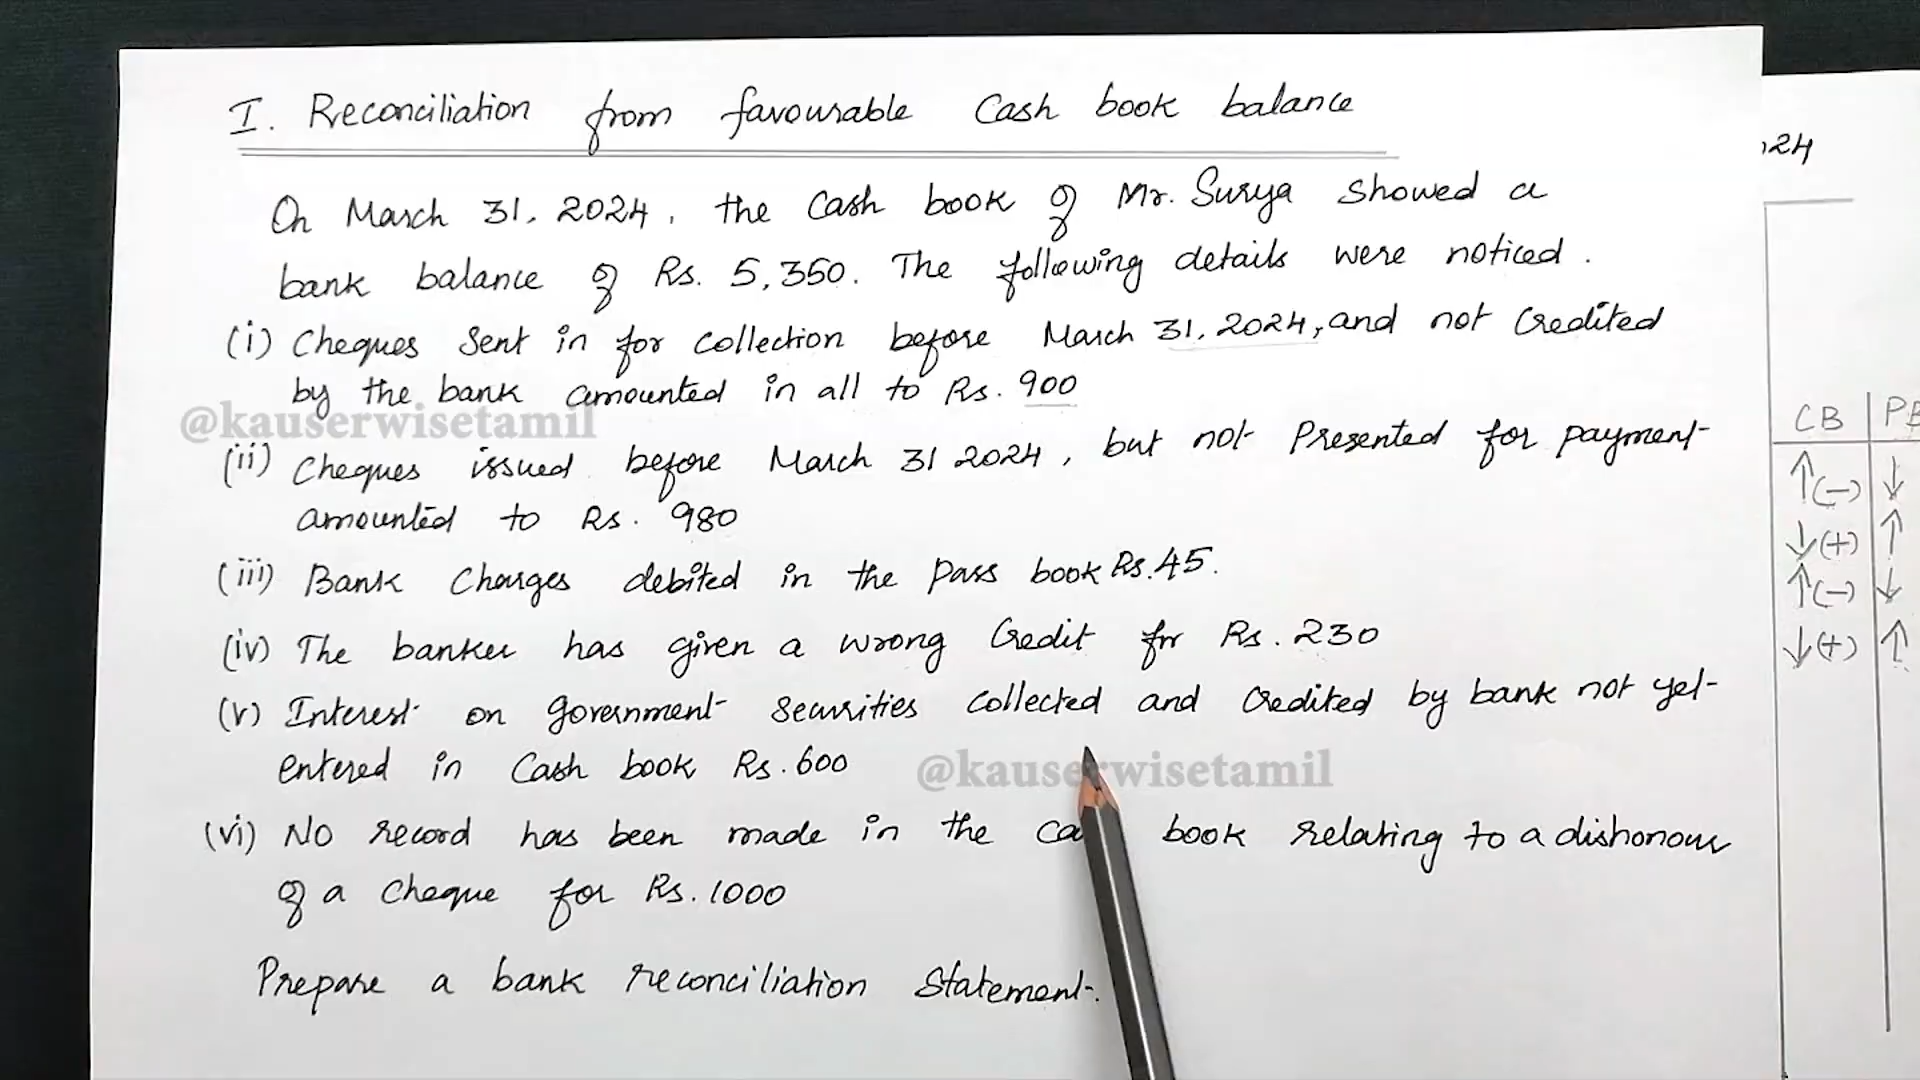 I. Reconciliation from favourable Cash book balance
On March 31, 2024, the Cash book of Mr. Surya showed a
bank balance of Rs. 5,350. The following details were noticed.
(i) Cheques Sent in for collection before March 31, 2024, and not Credited
by the bank amounted in all to Rs. 900
@kauserwisetamil
(ii) Cheques issued before March 31 2024, but not Presented for payment
amounted to Rs. 980
(iii) Bank Charges debited in the pass book Rs. 45.
(iv) The banker has given a wrong Credit for Rs. 230
(v) Interest on government Securities Collected and Credited by bank not yet
entered in Cash book Rs. 600
@kauserwisetamil
(vi) No record has been made in the ca book relating to a dishonour
of a cheque for Rs. 1000
Prepare a bank reconciliation Statement.
024
CB PB
↑(-) ↓
↓(+) ↑
↑(-) ↓
↓(+) ↑